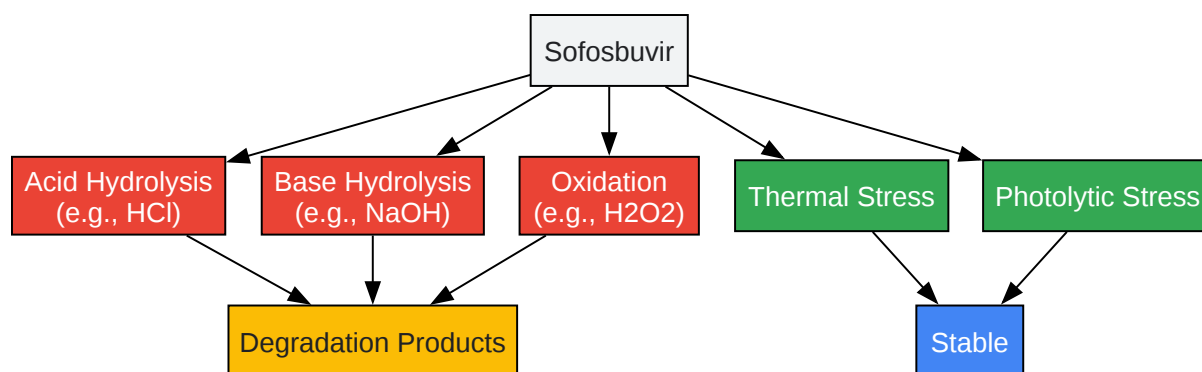 Sofosbuvir
Acid Hydrolysis
(e.g., HCl)
Base Hydrolysis
(e.g., NaOH)
Oxidation
(e.g., H2O2)
Thermal Stress
Photolytic Stress
Degradation Products
Stable